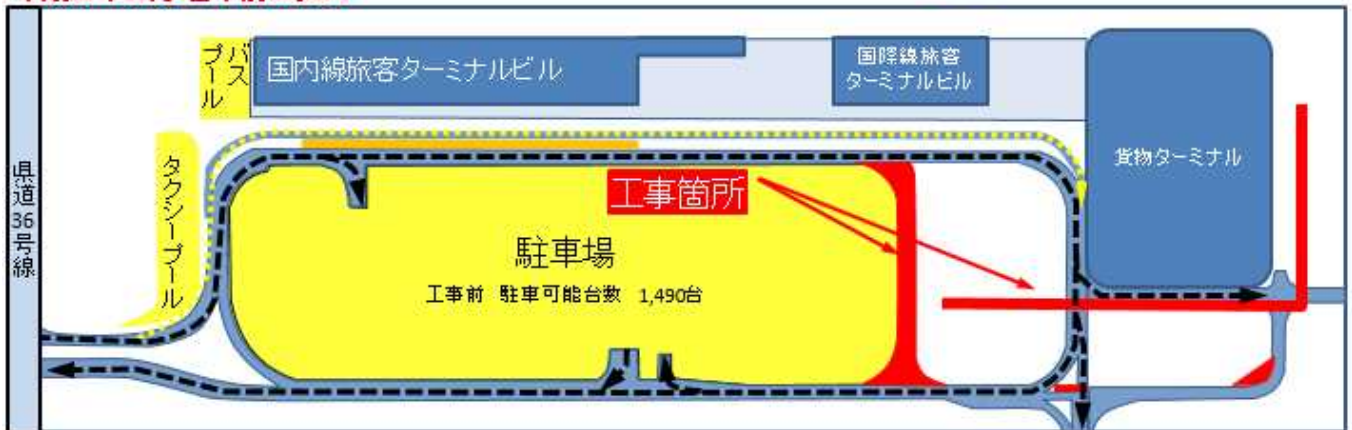 バス
プール
国内線旅客ターミナルビル
国際線旅客
ターミナルビル
貨物ターミナル
県道36号線
タクシープール
工事箇所
駐車場
工事前 駐車可能台数 1,490台